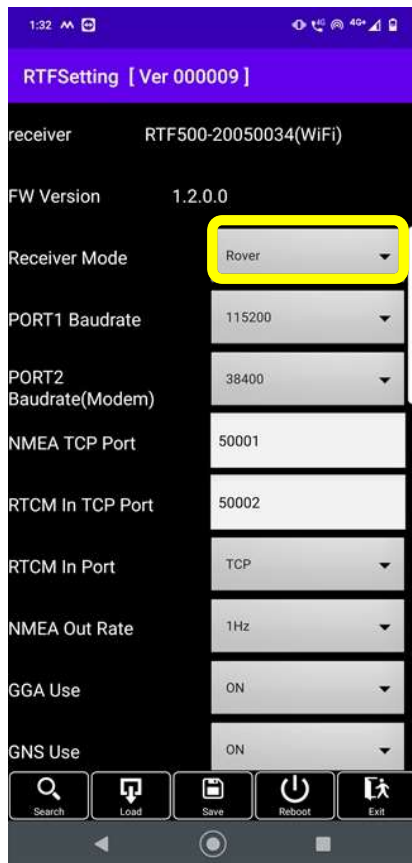 1:32 4G 4G+
RTFSetting [ Ver 000009 ]
receiver RTF500-20050034(WiFi)
FW Version 1.2.0.0
Receiver Mode Rover
PORT1 Baudrate 115200
PORT2
Baudrate(Modem) 38400
NMEA TCP Port 50001
RTCM In TCP Port 50002
RTCM In Port TCP
NMEA Out Rate 1Hz
GGA Use ON
GNS Use ON
Search Load Save Reboot Exit